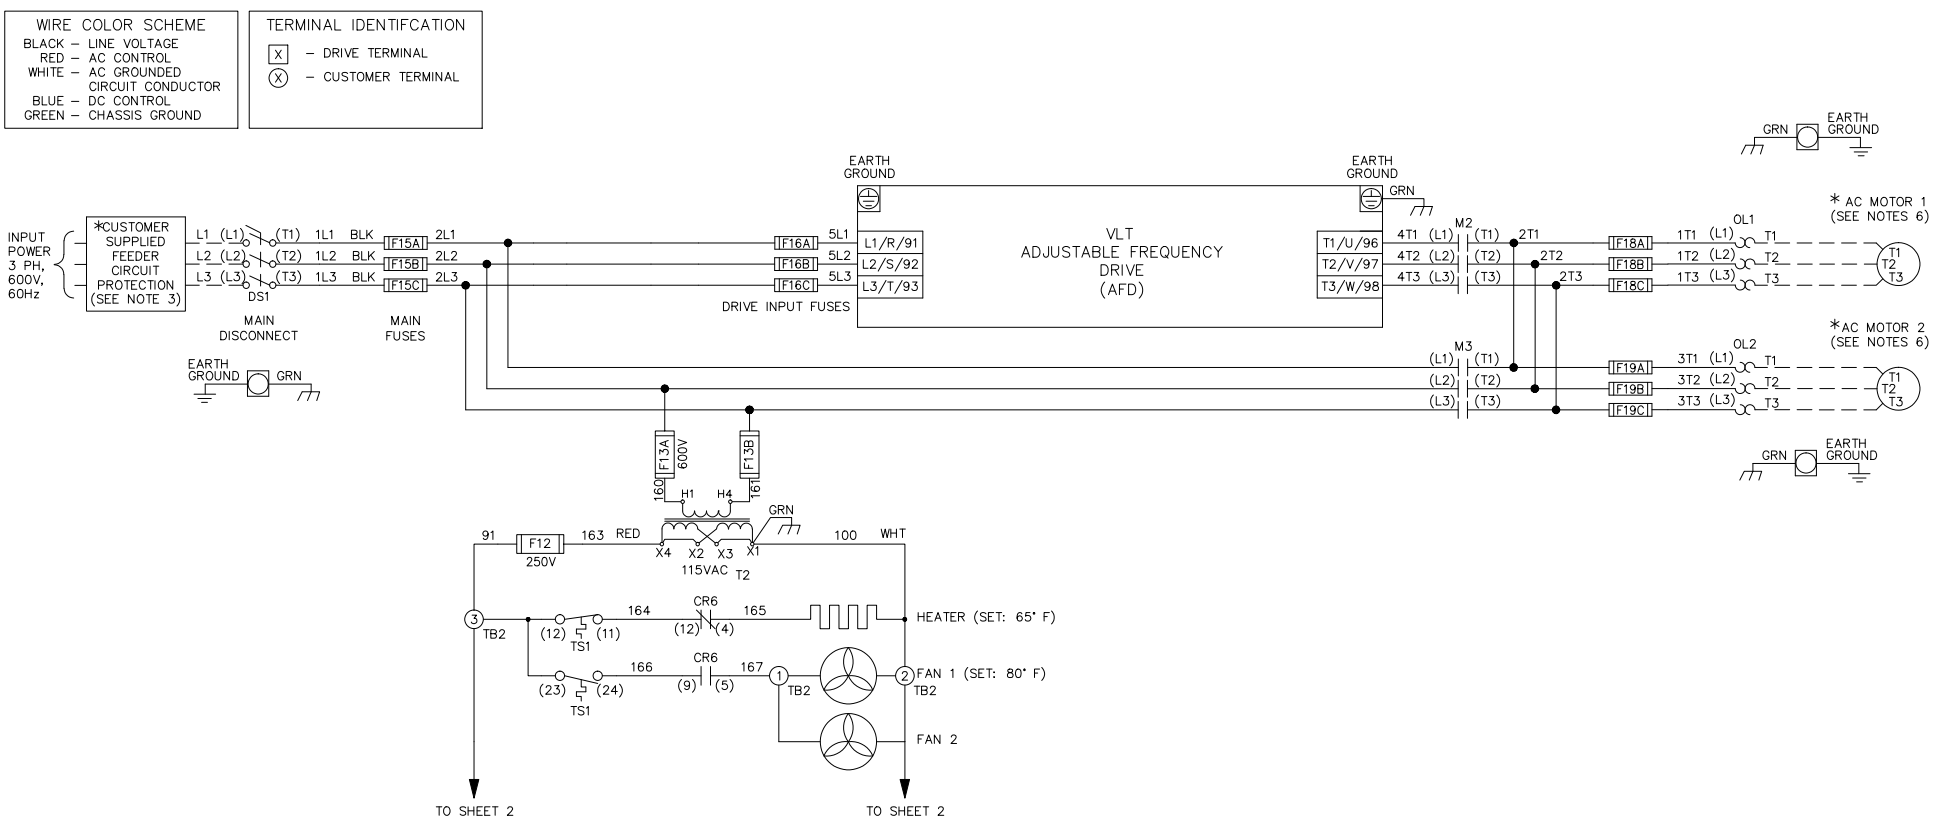 WIRE COLOR SCHEME
BLACK – LINE VOLTAGE
RED – AC CONTROL
WHITE – AC GROUNDED
CIRCUIT CONDUCTOR
BLUE – DC CONTROL
GREEN – CHASSIS GROUND
TERMINAL IDENTIFCATION
X – DRIVE TERMINAL
X – CUSTOMER TERMINAL
GRN
EARTH
GROUND
EARTH
GROUND
EARTH
GROUND
GRN
INPUT
POWER
3 PH,
600V,
60Hz
*CUSTOMER
SUPPLIED
FEEDER
CIRCUIT
PROTECTION
(SEE NOTE 3)
L1 (L1) (T1) 1L1 BLK F15A 2L1
L2 (L2) (T2) 1L2 BLK F15B 2L2
L3 (L3) (T3) 1L3 BLK F15C 2L3
DS1
MAIN
DISCONNECT
MAIN
FUSES
F16A 5L1 L1/R/91
F16B 5L2 L2/S/92
F16C 5L3 L3/T/93
DRIVE INPUT FUSES
VLT
ADJUSTABLE FREQUENCY
DRIVE
(AFD)
M2
T1/U/96 4T1 (L1) (T1) 2T1 F18A 1T1 (L1) T1
T2/V/97 4T2 (L2) (T2) 2T2 F18B 1T2 (L2) T2
T3/W/98 4T3 (L3) (T3) 2T3 F18C 1T3 (L3) T3
OL1
* AC MOTOR 1
(SEE NOTES 6)
T1
T2
T3
EARTH
GROUND
GRN
M3
(L1) (T1) F19A 3T1 (L1) T1
(L2) (T2) F19B 3T2 (L2) T2
(L3) (T3) F19C 3T3 (L3) T3
OL2
*AC MOTOR 2
(SEE NOTES 6)
T1
T2
T3
GRN
EARTH
GROUND
F13A
600V
F13B
160
161
H1 H4
GRN
91 F12 163 RED
250V
X4 X2 X3 X1
100 WHT
115VAC T2
3
TB2
(12) (11)
TS1
164
CR6
(12) (4)
165
HEATER (SET: 65° F)
(23) (24)
TS1
166
CR6
(9) (5)
167
1
TB2
2
TB2
FAN 1 (SET: 80° F)
FAN 2
TO SHEET 2
TO SHEET 2